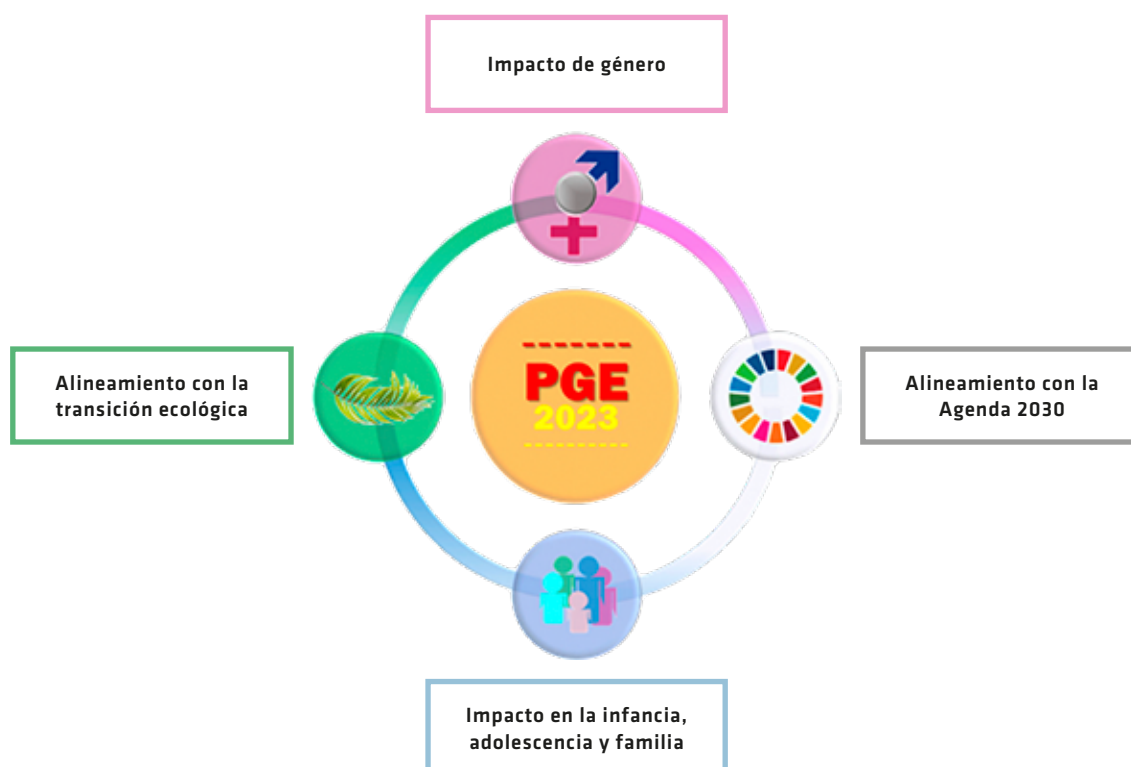 Impacto de género
Alineamiento con la
transición ecológica
PGE
2023
Alineamiento con la
Agenda 2030
Impacto en la infancia,
adolescencia y familia